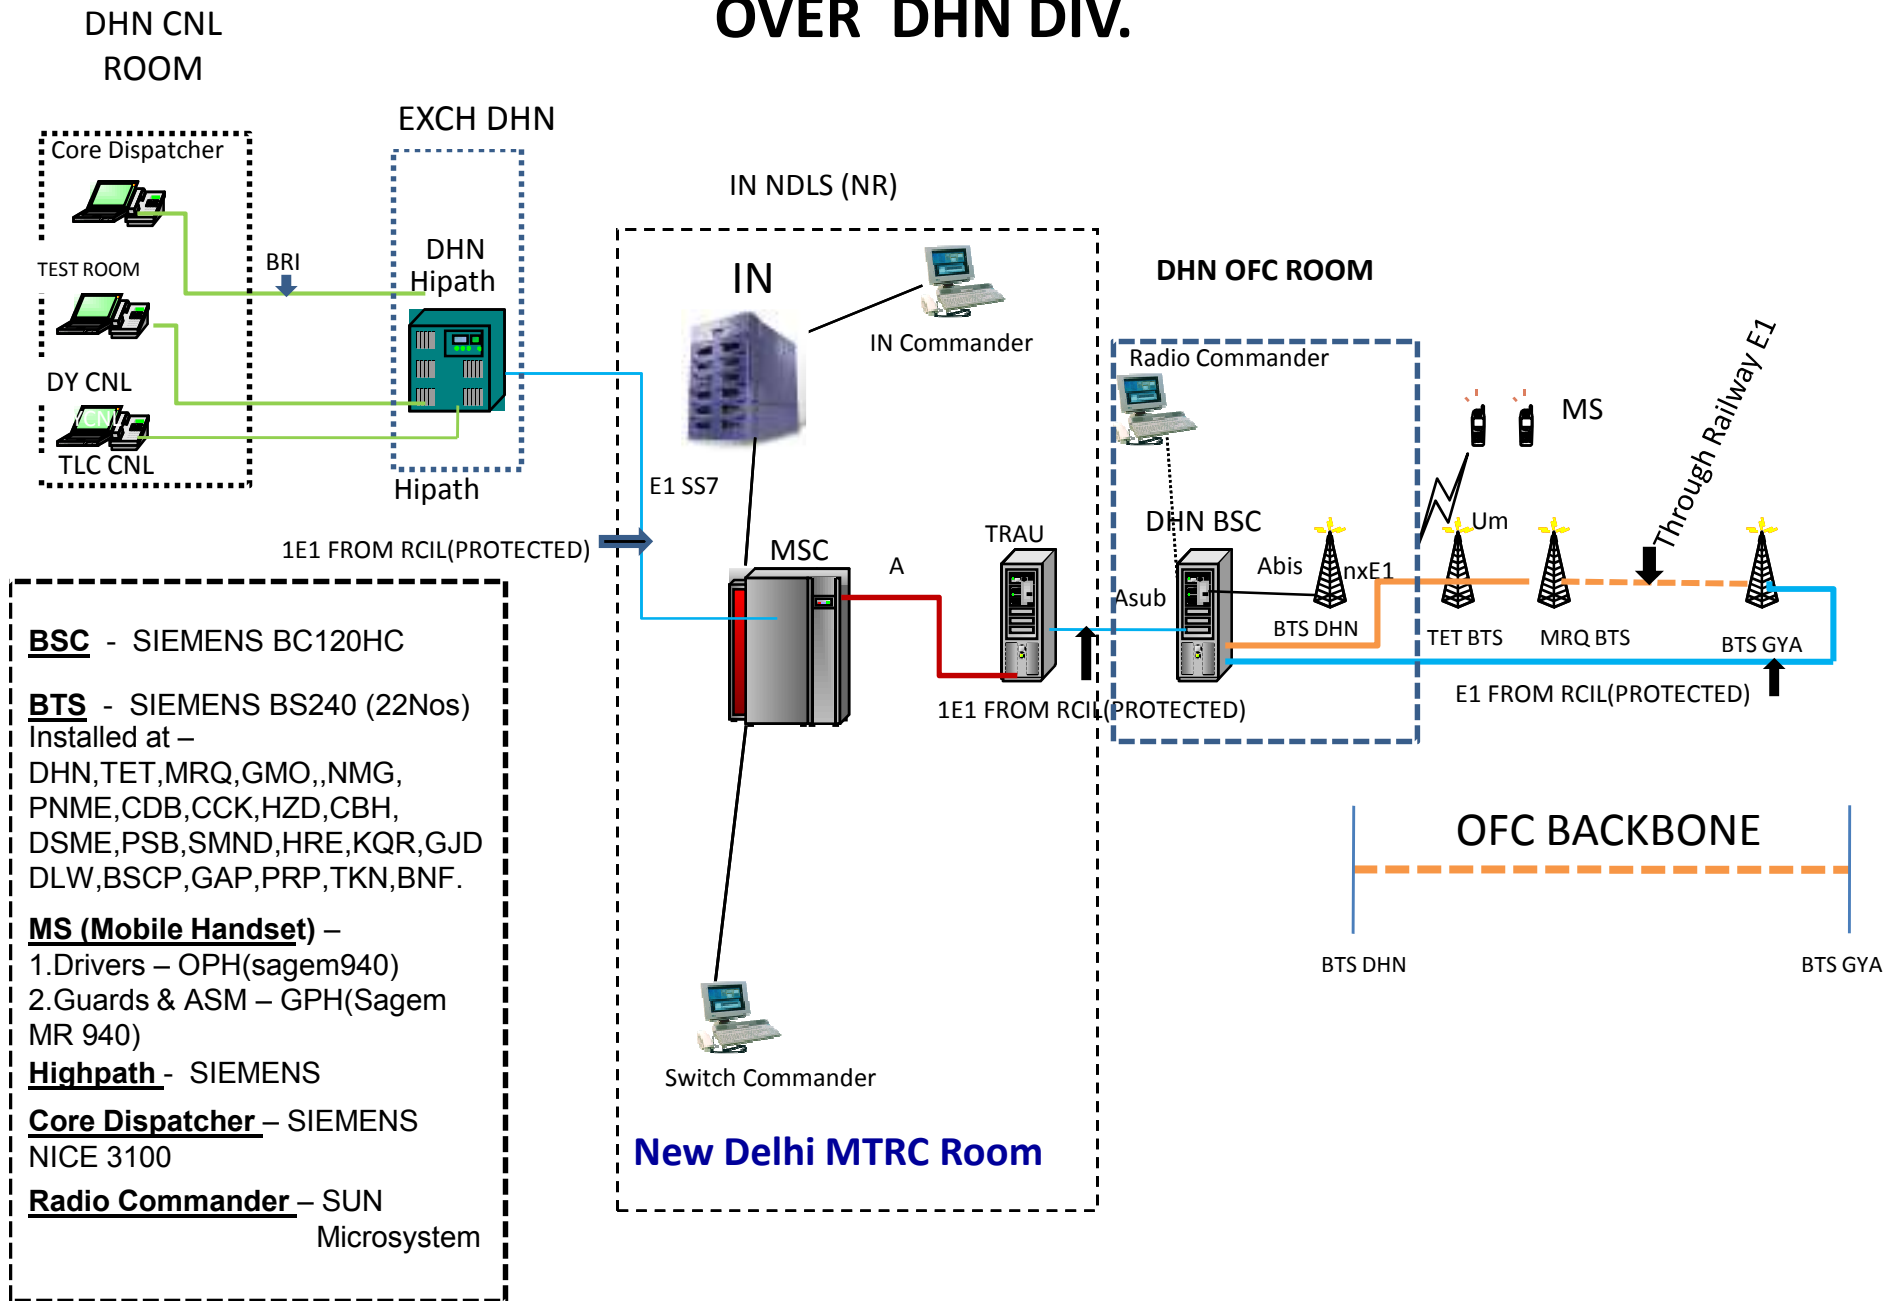 OVER DHN DIV.
DHN CNL
ROOM
EXCH DHN
Core Dispatcher
TEST ROOM
DY CNL
TLC CNL
BRI
DHN
Hipath
Hipath
IN NDLS (NR)
IN
IN Commander
E1 SS7
1E1 FROM RCIL(PROTECTED)
MSC
A
TRAU
Asub
1E1 FROM RCIL(PROTECTED)
Switch Commander
New Delhi MTRC Room
DHN OFC ROOM
Radio Commander
DHN BSC
Abis
nxE1
BTS DHN
MS
Um
Through Railway E1
TET BTS
MRQ BTS
BTS GYA
E1 FROM RCIL(PROTECTED)
OFC BACKBONE
BTS DHN
BTS GYA
BSC - SIEMENS BC120HC
BTS - SIEMENS BS240 (22Nos)
Installed at –
DHN,TET,MRQ,GMO,,NMG,
PNME,CDB,CCK,HZD,CBH,
DSME,PSB,SMND,HRE,KQR,GJD
DLW,BSCP,GAP,PRP,TKN,BNF.
MS (Mobile Handset) –
1.Drivers – OPH(sagem940)
2.Guards & ASM – GPH(Sagem
MR 940)
Highpath - SIEMENS
Core Dispatcher – SIEMENS
NICE 3100
Radio Commander – SUN
Microsystem